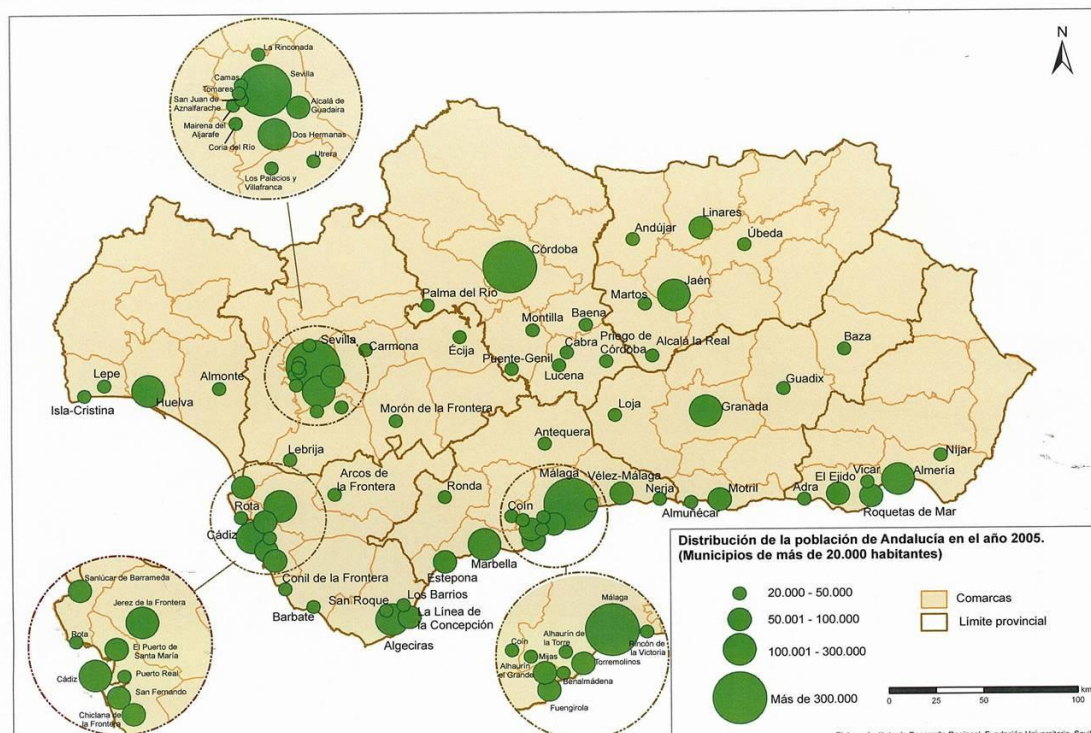 La Rinconada
Camas
Sevilla
Tomares
San Juan de
Aznalfarache
Alcalá de
Guadaira
Mairena del
Aljarafe
Dos Hermanas
Coria del Río
Utrera
Los Palacios y
Villafranca
N
Córdoba
Andújar
Linares
Úbeda
Jaén
Martos
Palma del Río
Montilla
Baena
Cabra
Priego de
Córdoba
Alcalá la Real
Puente-Genil
Lucena
Écija
Baza
Guadix
Granada
Loja
Sevilla
Carmona
Lepe
Isla-Cristina
Huelva
Almonte
Morón de la Frontera
Antequera
Lebrija
Arcos de
la Frontera
Ronda
Málaga
Vélez-Málaga
Coín
Nerja
Almuñécar
Motril
Adra
El Ejido
Vicar
Almería
Níjar
Roquetas de Mar
Rota
Cádiz
Conil de la Frontera
Barbate
San Roque
Los Barrios
La Línea de
la Concepción
Algeciras
Estepona
Marbella
Sanlúcar de Barrameda
Jerez de la Frontera
Rota
El Puerto de
Santa María
Cádiz
Puerto Real
San Fernando
Chiclana de
la Frontera
Málaga
Coín
Alhaurín de
la Torre
Rincón de
la Victoria
Mijas
Alhaurín
el Grande
Torremolinos
Benalmádena
Fuengirola
Distribución de la población de Andalucía en el año 2005.
(Municipios de más de 20.000 habitantes)
20.000 - 50.000
50.001 - 100.000
100.001 - 300.000
Más de 300.000
Comarcas
Límite provincial
km
0 25 50 100